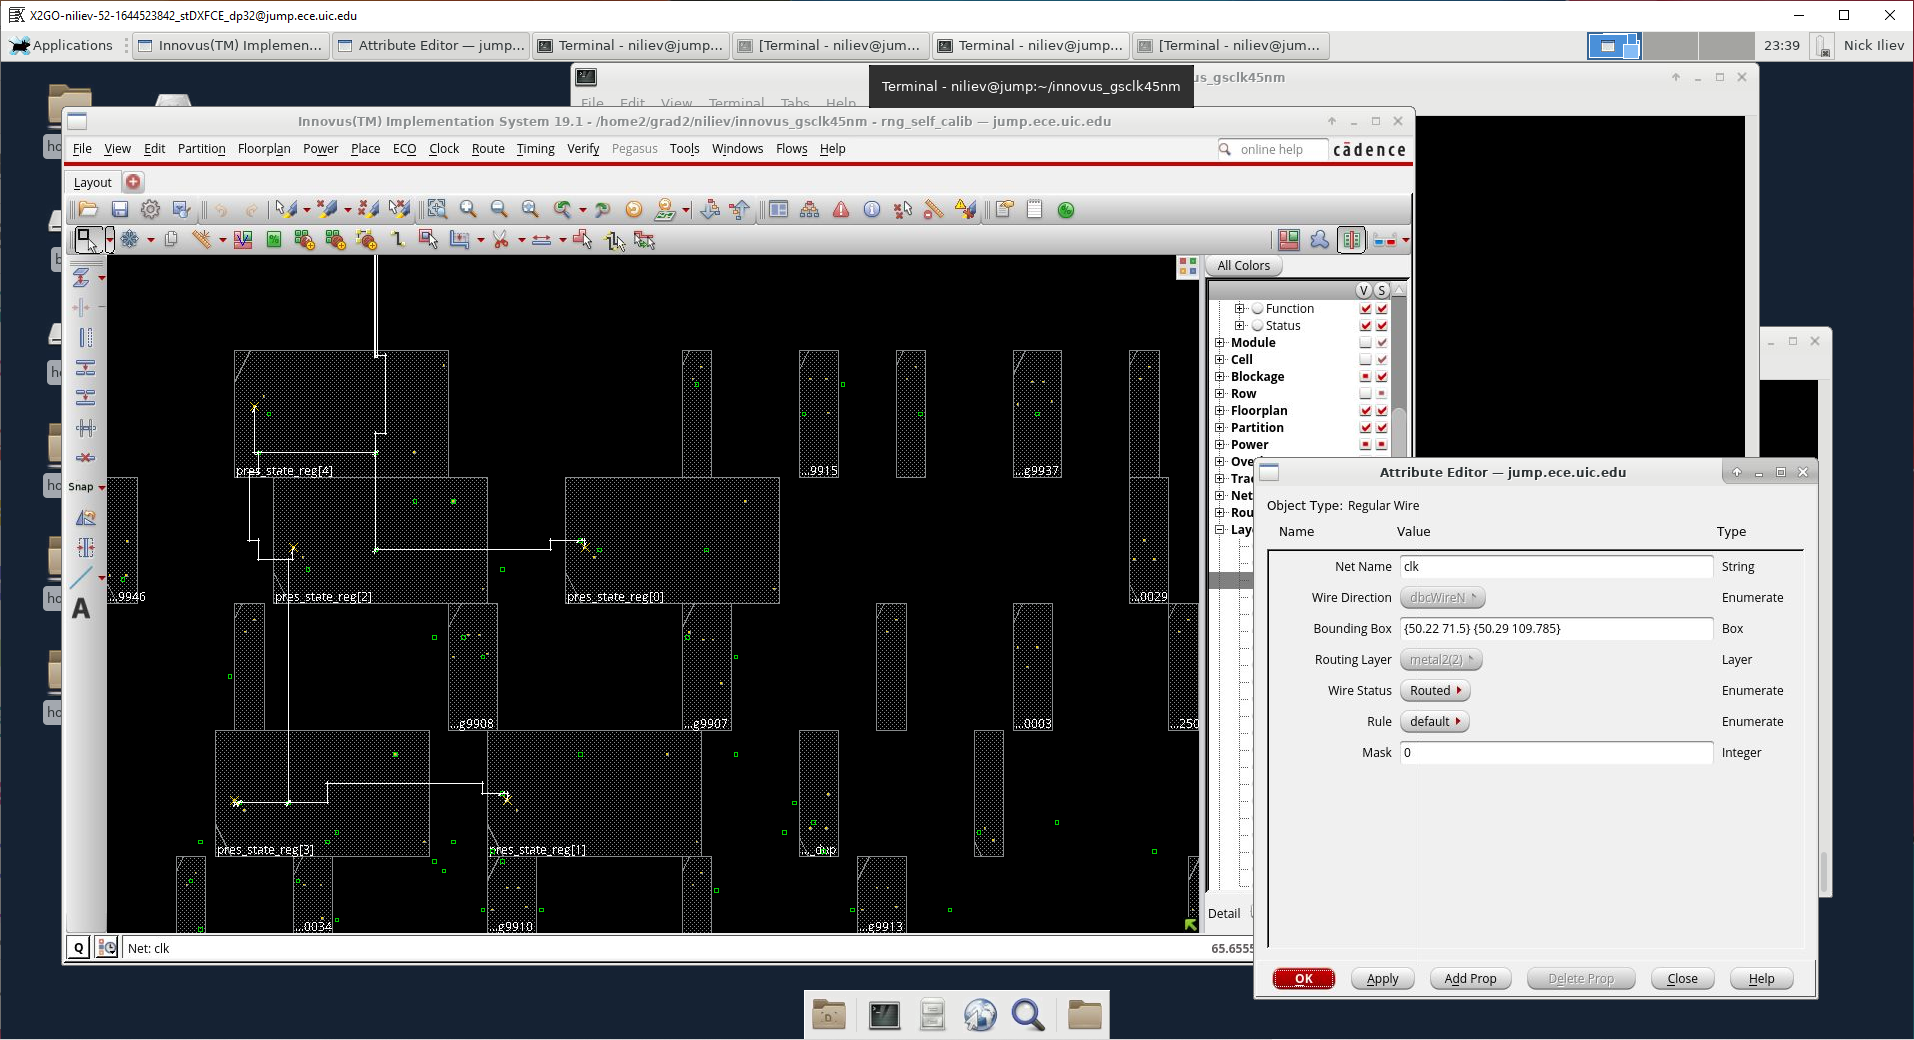 X2GO-niliev-52-1644523842_stDXFCE_dp32@jump.ece.uic.edu
Applications
Innovus(TM) Implemen...
Attribute Editor — jump...
Terminal - niliev@jump...
[Terminal - niliev@jum...
Terminal - niliev@jump...
[Terminal - niliev@jum...
23:39
Nick Iliev
us_gsclk45nm
Terminal - niliev@jump:~/innovus_gsclk45nm
File Edit View Terminal Tabs Help
Innovus(TM) Implementation System 19.1 - /home2/grad2/niliev/innovus_gsclk45nm - rng_self_calib — jump.ece.uic.edu
File View Edit Partition Floorplan Power Place ECO Clock Route Timing Verify Pegasus Tools Windows Flows Help
online help
cādence
Layout
All Colors
V S
Function
Status
Module
Cell
Blockage
Row
Floorplan
Partition
Power
Ove
Tra
Net
Rou
Lay
Snap
A
pres_state_reg[4]
...9915
...g9937
...9946
pres_state_reg[2]
pres_state_reg[0]
...0029
...g9908
...g9907
...0003
...250
pres_state_reg[3]
pres_state_reg[1]
..._dup
...0034
...g9910
...g9913
Detail
Q
Net: clk
65.6555
Attribute Editor — jump.ece.uic.edu
Object Type: Regular Wire
Name Value Type
Net Name clk String
Wire Direction dbcWireN Enumerate
Bounding Box {50.22 71.5} {50.29 109.785} Box
Routing Layer metal2(2) Layer
Wire Status Routed Enumerate
Rule default Enumerate
Mask 0 Integer
OK Apply Add Prop Delete Prop Close Help